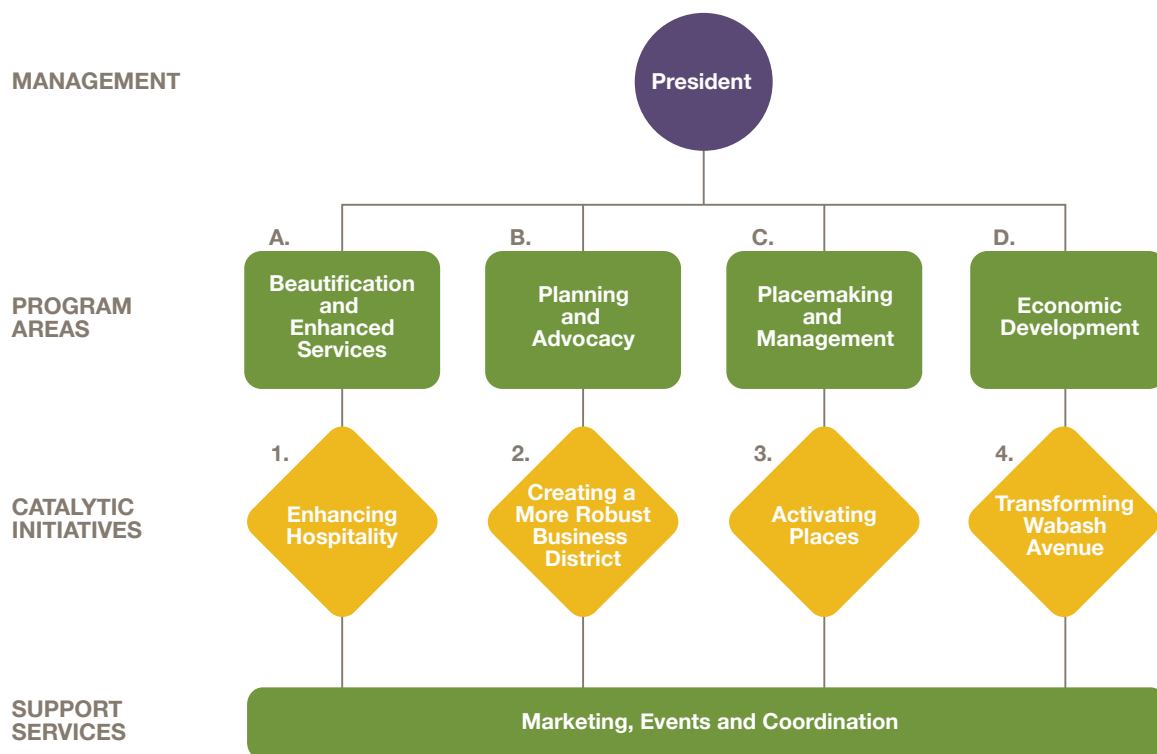 MANAGEMENT
President
A.
B.
C.
D.
PROGRAM
AREAS
Beautification
and
Enhanced
Services
Planning
and
Advocacy
Placemaking
and
Management
Economic
Development
1.
2.
3.
4.
CATALYTIC
INITIATIVES
Enhancing
Hospitality
Creating a
More Robust
Business
District
Activating
Places
Transforming
Wabash
Avenue
SUPPORT
SERVICES
Marketing, Events and Coordination